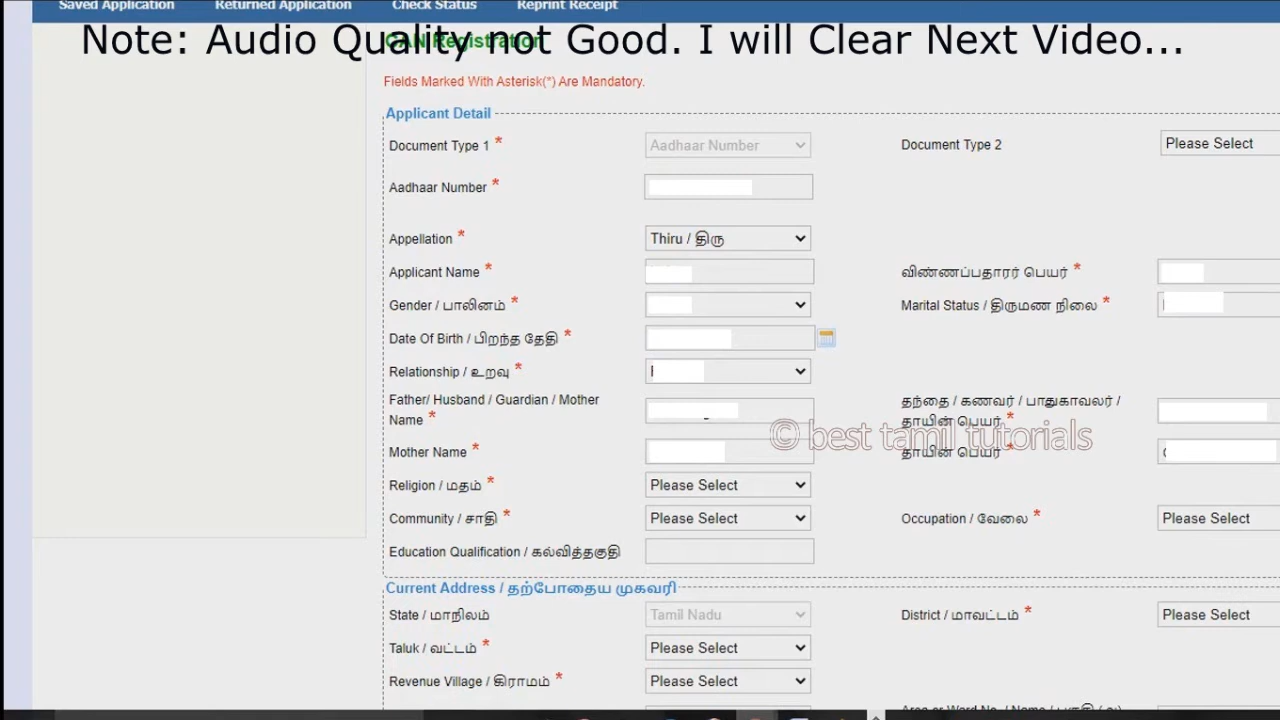 Saved Application Returned Application Check Status Reprint Receipt
Note: Audio Quality not Good. I will Clear Next Video...
CAN Registration
Fields Marked With Asterisk(*) Are Mandatory.
Applicant Detail
Document Type 1 * Aadhaar Number Document Type 2 Please Select
Aadhaar Number *
Appellation * Thiru / திரு
Applicant Name * விண்ணப்பதாரர் பெயர் *
Gender / பாலினம் * Marital Status / திருமண நிலை *
Date Of Birth / பிறந்த தேதி *
Relationship / உறவு *
Father/ Husband / Guardian / Mother Name * தந்தை / கணவர் / பாதுகாவலர் / தாயின் பெயர் *
© best tamil tutorials
Mother Name * தாயின் பெயர் *
Religion / மதம் * Please Select
Community / சாதி * Please Select Occupation / வேலை * Please Select
Education Qualification / கல்வித்தகுதி
Current Address / தற்போதைய முகவரி
State / மாநிலம் Tamil Nadu District / மாவட்டம் * Please Select
Taluk / வட்டம் * Please Select
Revenue Village / கிராமம் * Please Select